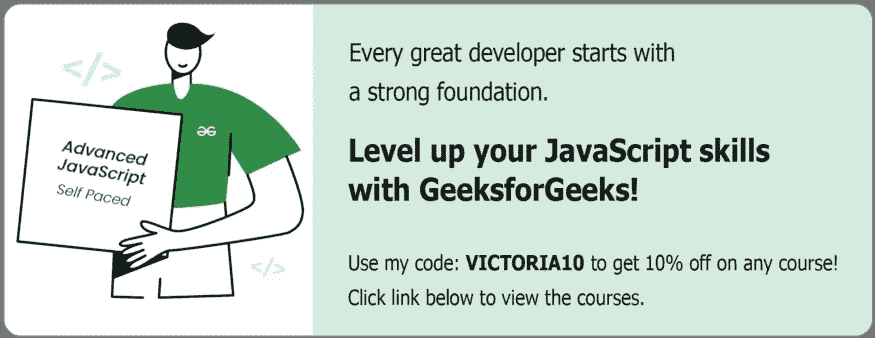 </>
Advanced
JavaScript
Self Paced
</>
Every great developer starts with
a strong foundation.
Level up your JavaScript skills
with GeeksforGeeks!
Use my code: VICTORIA10 to get 10% off on any course!
Click link below to view the courses.